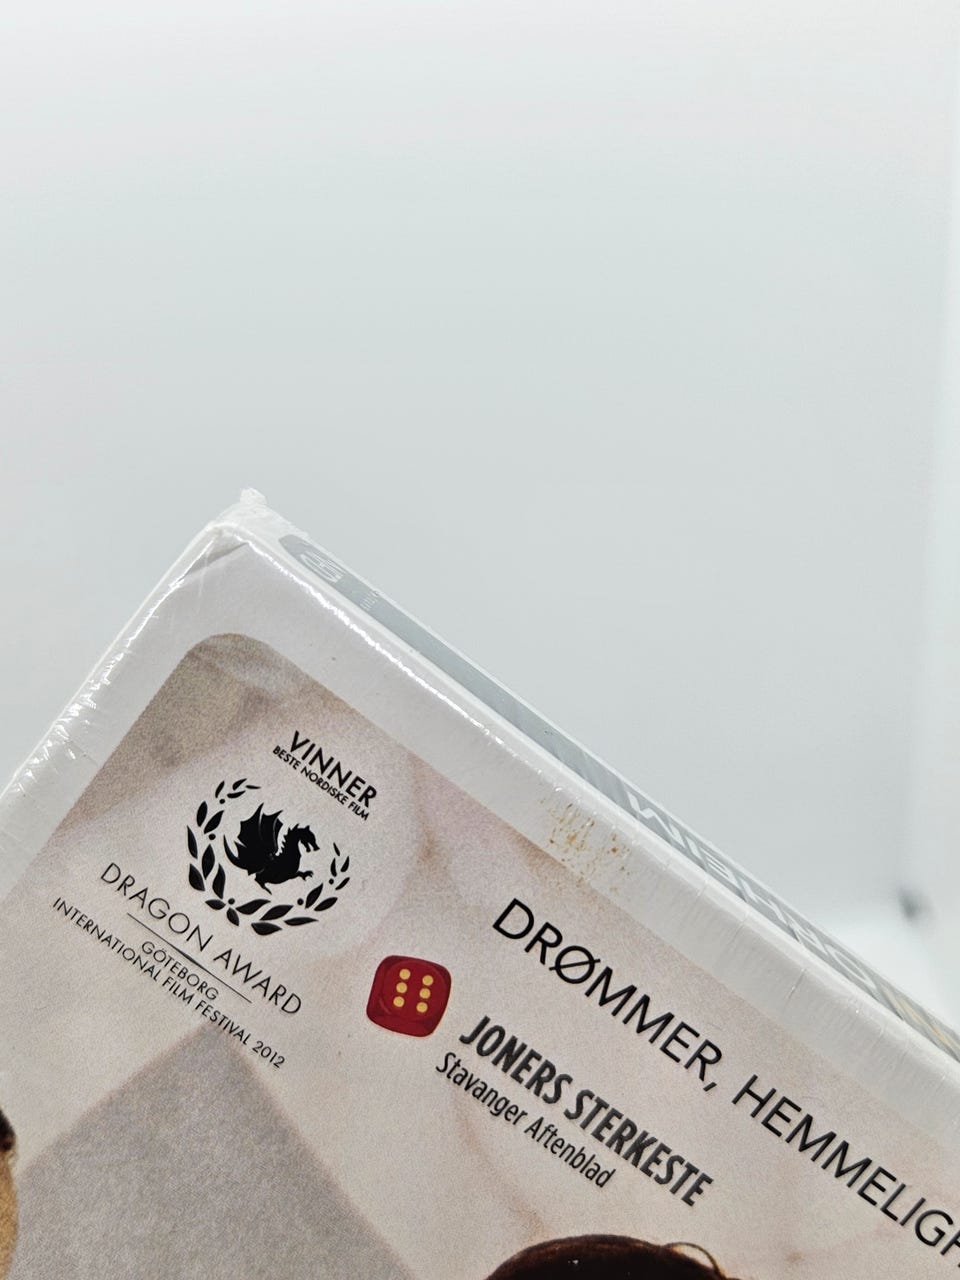 VINNER
BESTE NORDISKE FILM
DRAGON AWARD
GÖTEBORG
INTERNATIONAL FILM FESTIVAL 2012
DRØMMER, HEMMELIGH
JONERS STERKESTE
Stavanger Aftenblad